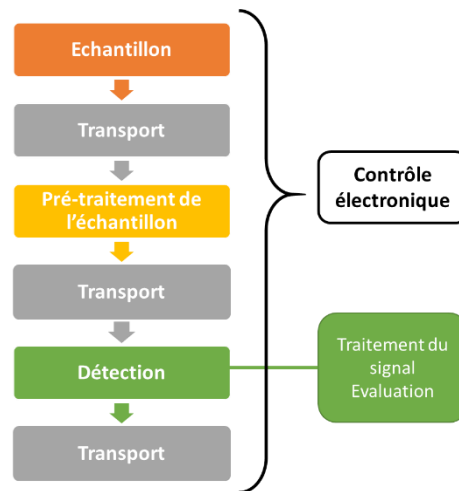 Echantillon
Transport
Pré-traitement de
l'échantillon
Transport
Détection
Transport
Contrôle
électronique
Traitement du
signal
Evaluation